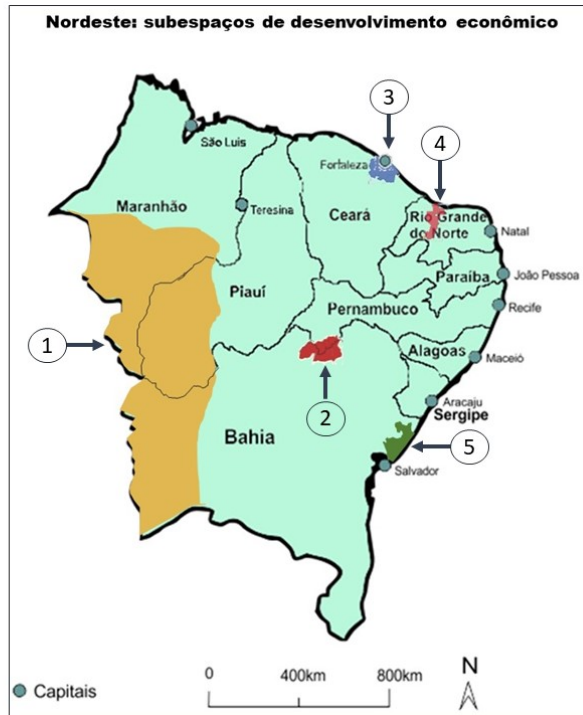 Nordeste: subespaços de desenvolvimento econômico
3
4
São Luis
Fortaleza
Maranhão
Teresina
Ceará
Rio Grande
do Norte
Natal
Piauí
Paraíba
João Pessoa
Pernambuco
Recife
1
Alagoas
Maceió
2
Aracaju
Sergipe
Bahia
5
Salvador
N
0
400km
800km
Capitais